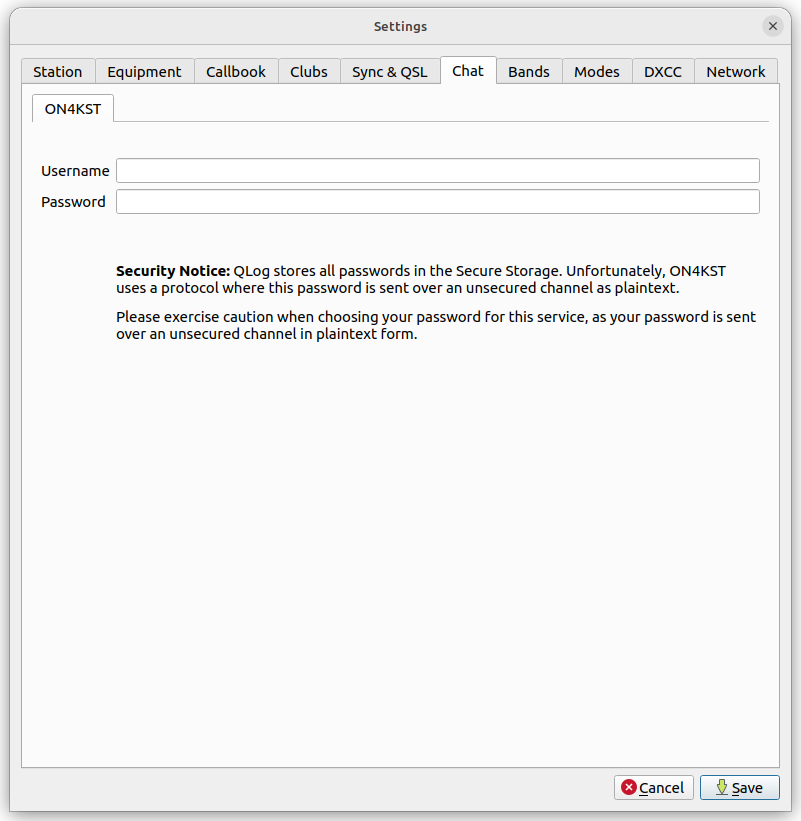 Settings
Station Equipment Callbook Clubs Sync & QSL Chat Bands Modes DXCC Network
ON4KST
Username
Password
Security Notice: QLog stores all passwords in the Secure Storage. Unfortunately, ON4KST
uses a protocol where this password is sent over an unsecured channel as plaintext.
Please exercise caution when choosing your password for this service, as your password is sent
over an unsecured channel in plaintext form.
Cancel Save